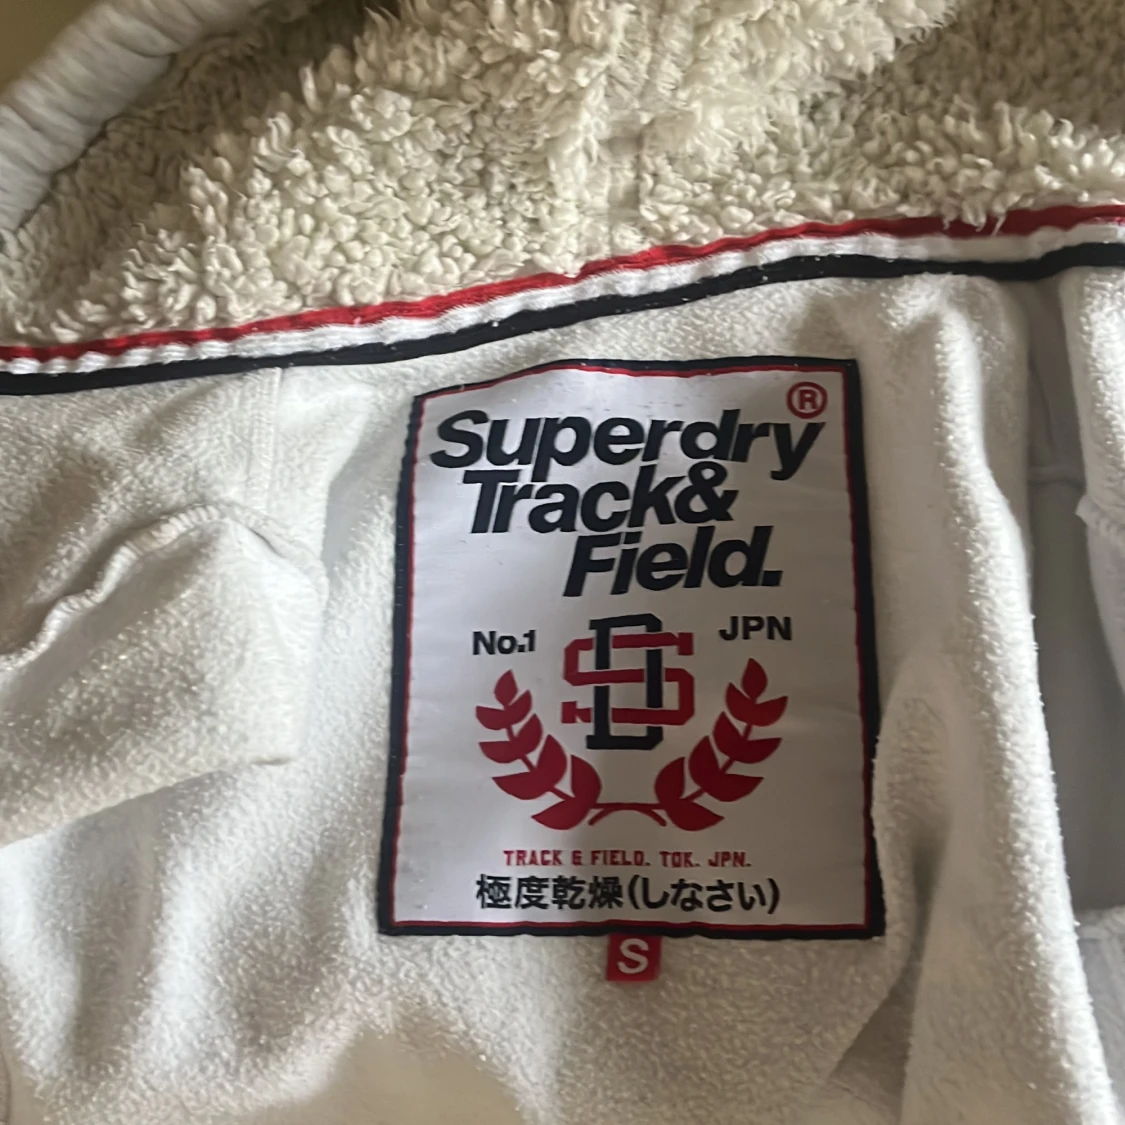 ®
Superdry
Track&
Field.
No.1 SD JPN
TRACK & FIELD. TOK. JPN.
極度乾燥(しなさい)
S